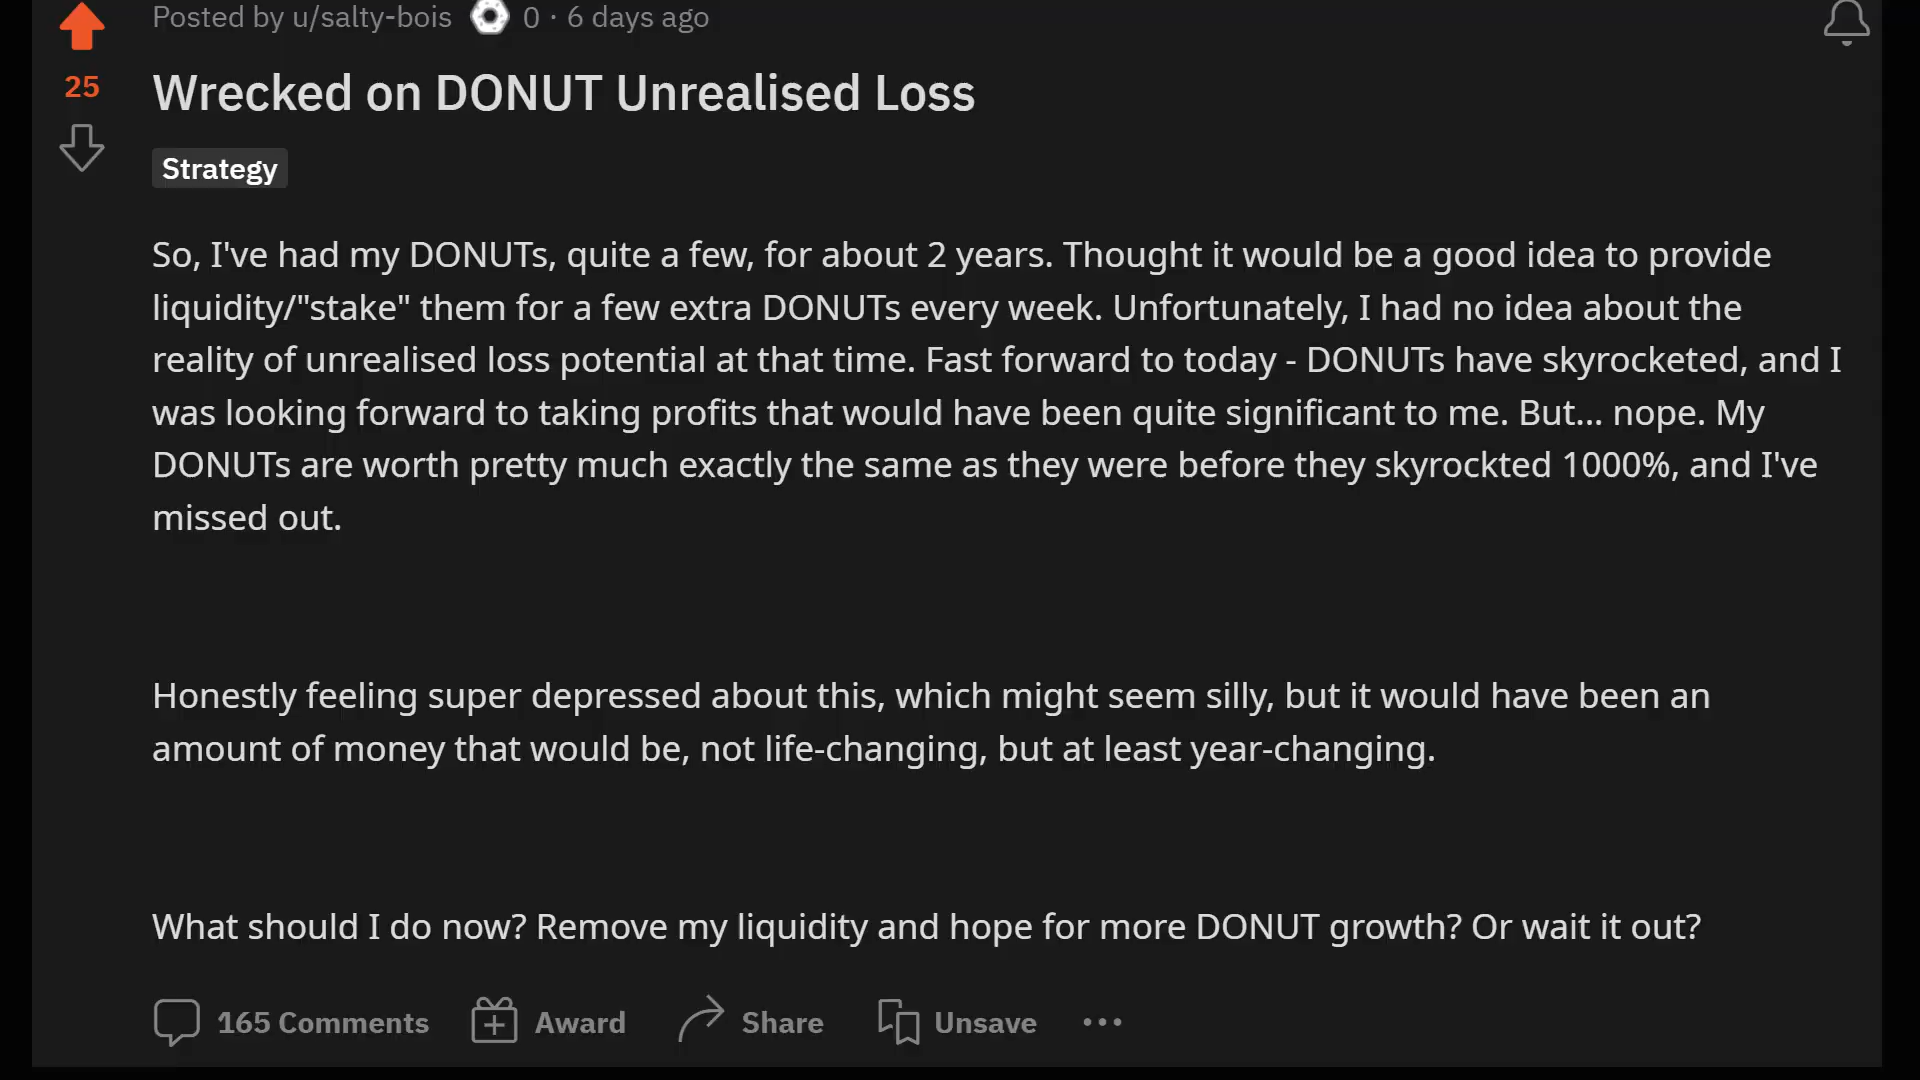 Posted by u/salty-bois 0 · 6 days ago
25
Wrecked on DONUT Unrealised Loss
Strategy
So, I've had my DONUTs, quite a few, for about 2 years. Thought it would be a good idea to provide
liquidity/"stake" them for a few extra DONUTs every week. Unfortunately, I had no idea about the
reality of unrealised loss potential at that time. Fast forward to today - DONUTs have skyrocketed, and I
was looking forward to taking profits that would have been quite significant to me. But... nope. My
DONUTs are worth pretty much exactly the same as they were before they skyrockted 1000%, and I've
missed out.
Honestly feeling super depressed about this, which might seem silly, but it would have been an
amount of money that would be, not life-changing, but at least year-changing.
What should I do now? Remove my liquidity and hope for more DONUT growth? Or wait it out?
165 Comments Award Share Unsave